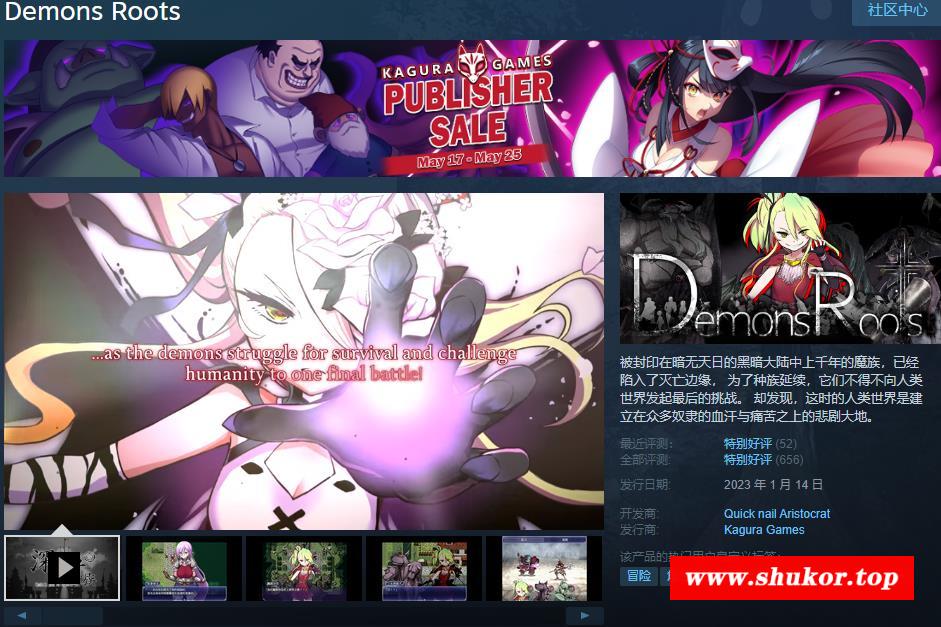 Demons Roots
社区中心
KAGURA GAMES
PUBLISHER
SALE
May 17 - May 25
...as the demons struggle for survival and challenge
humanity to one final battle!
Demons Roots
被封印在暗无天日的黑暗大陆中上千年的魔族，已经
陷入了灭亡边缘， 为了种族延续，它们不得不向人类
世界发起最后的挑战。 却发现，这时的人类世界是建
立在众多奴隶的血汗与痛苦之上的悲剧大地。
最近评测: 特别好评 (52)
全部评测: 特别好评 (656)
发行日期: 2023 年 1 月 14 日
开发商: Quick nail Aristocrat
发行商: Kagura Games
该产品的热门用户自定义标签:
冒险
www.shukor.top